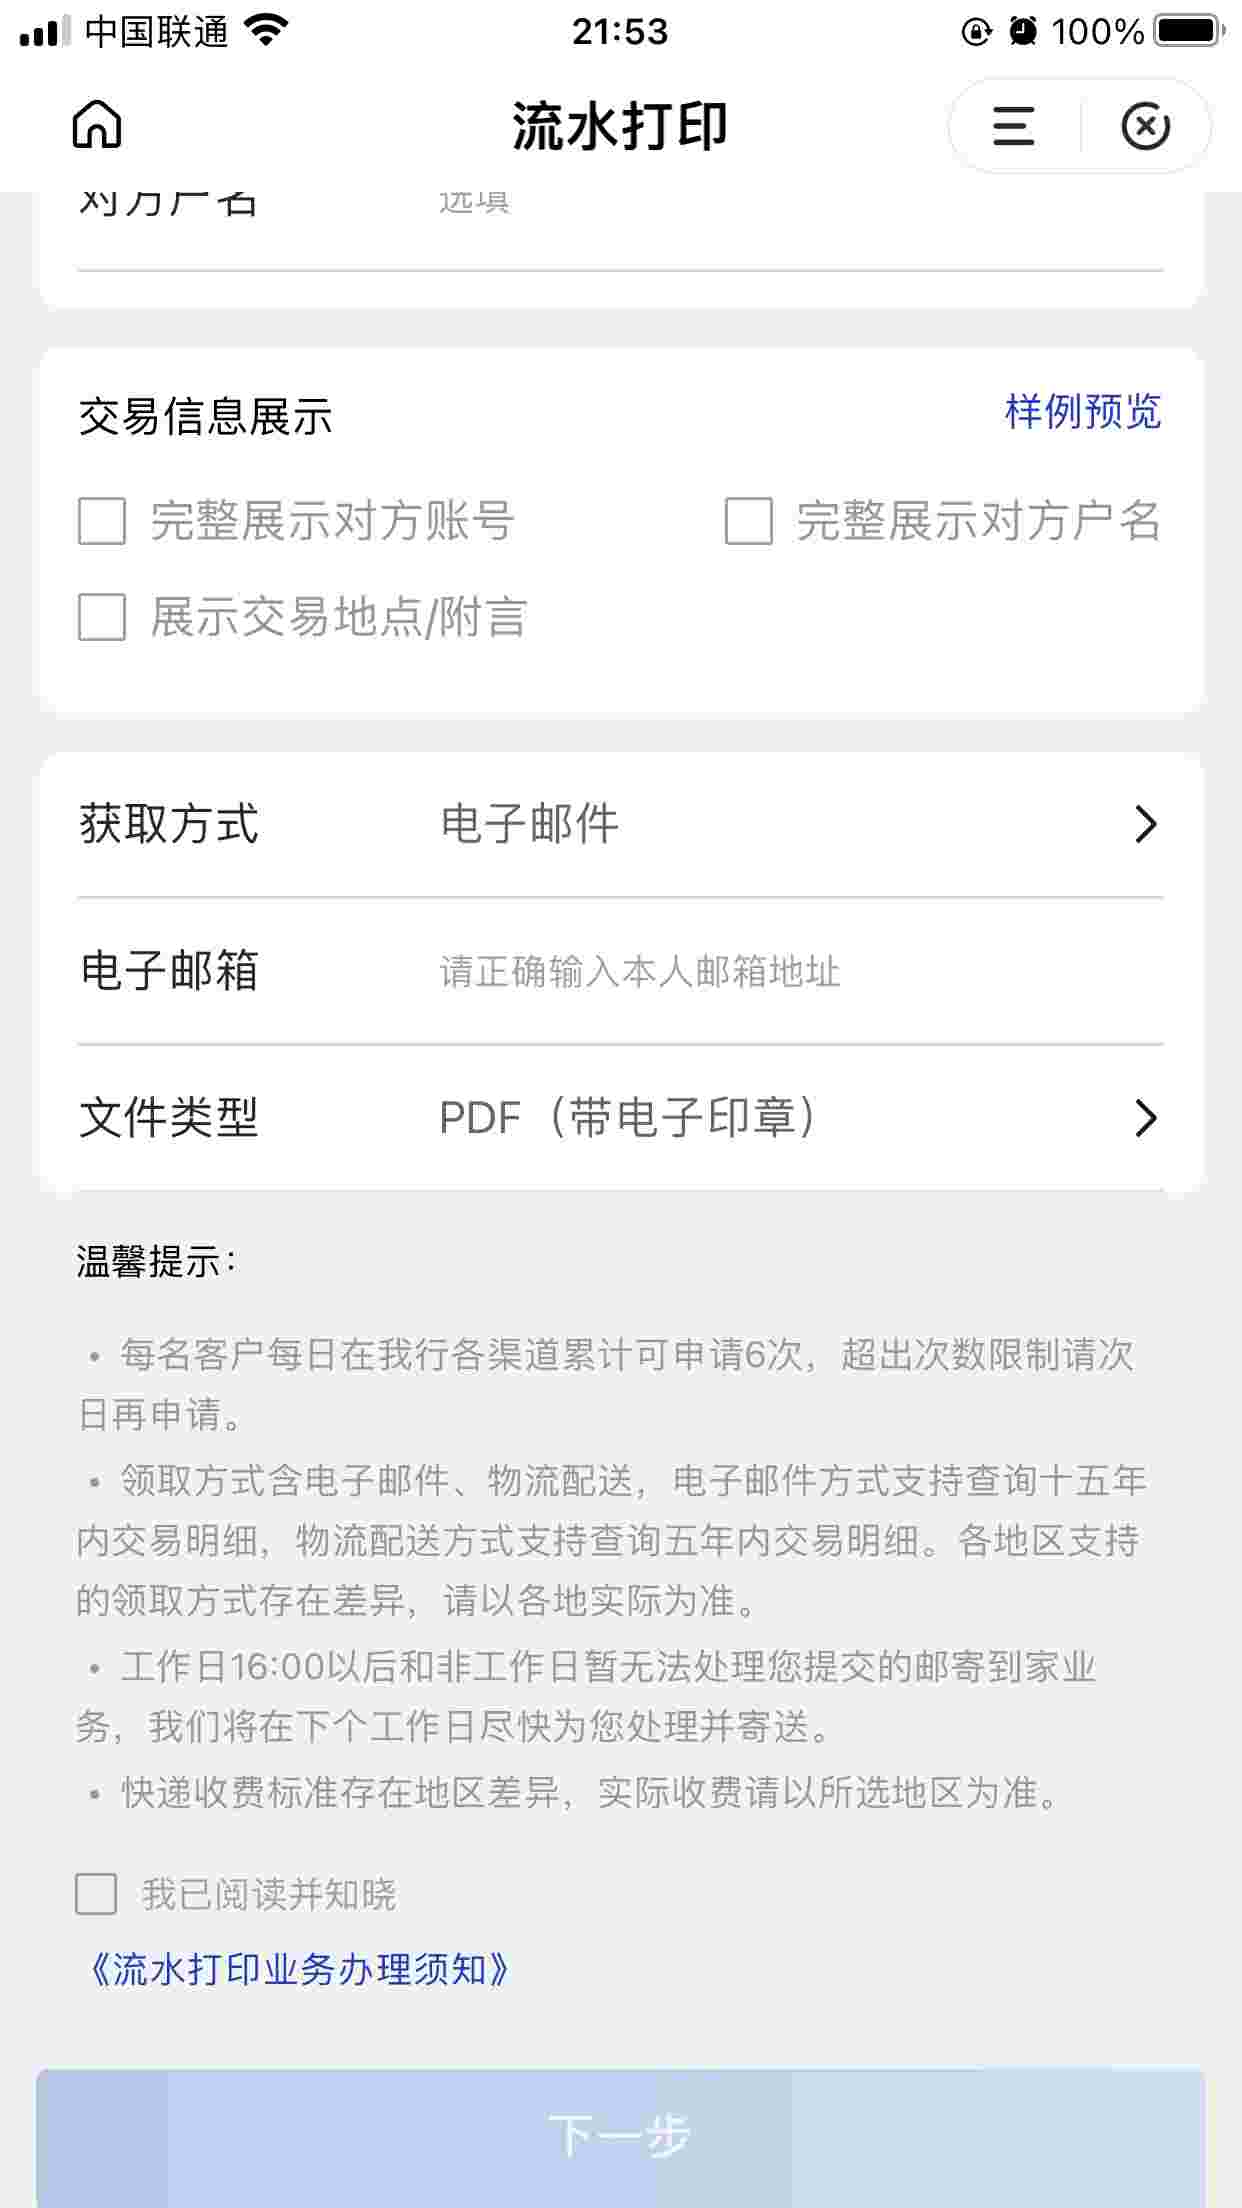 中国联通
21:53
100%
流水打印
对方户名
选填
交易信息展示
样例预览
完整展示对方账号
完整展示对方户名
展示交易地点/附言
获取方式
电子邮件
电子邮箱
请正确输入本人邮箱地址
文件类型
PDF（带电子印章）
温馨提示：
• 每名客户每日在我行各渠道累计可申请6次，超出次数限制请次
日再申请。
• 领取方式含电子邮件、物流配送，电子邮件方式支持查询十五年
内交易明细，物流配送方式支持查询五年内交易明细。各地区支持
的领取方式存在差异，请以各地实际为准。
• 工作日16:00以后和非工作日暂无法处理您提交的邮寄到家业
务，我们将在下个工作日尽快为您处理并寄送。
• 快递收费标准存在地区差异，实际收费请以所选地区为准。
我已阅读并知晓
《流水打印业务办理须知》
下一步